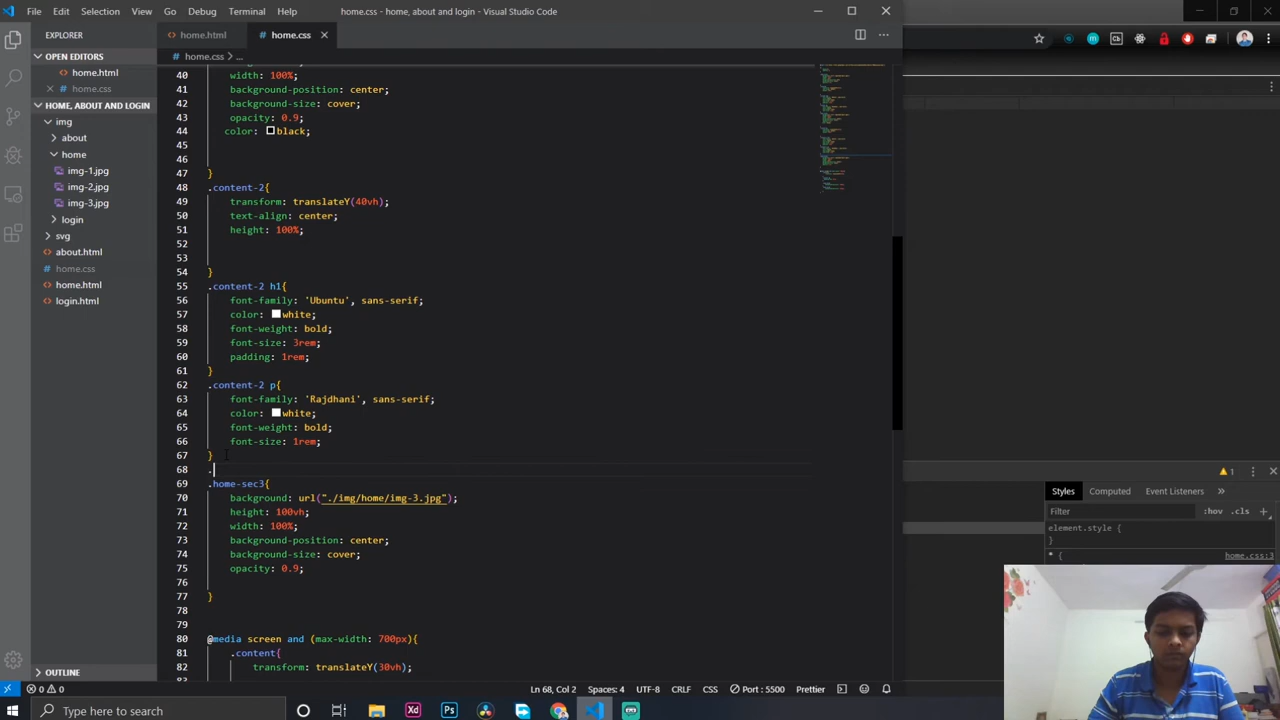 File Edit Selection View Go Debug Terminal Help home.css - home, about and login - Visual Studio Code
EXPLORER home.html home.css
OPEN EDITORS home.css > ...
home.html
home.css
HOME, ABOUT AND LOGIN
img
about
home
img-1.jpg
img-2.jpg
img-3.jpg
login
svg
about.html
home.css
home.html
login.html
OUTLINE
40 width: 100%;
41 background-position: center;
42 background-size: cover;
43 opacity: 0.9;
44 color: black;
45
46
47 }
48 .content-2{
49 transform: translateY(40vh);
50 text-align: center;
51 height: 100%;
52
53
54 }
55 .content-2 h1{
56 font-family: 'Ubuntu', sans-serif;
57 color: white;
58 font-weight: bold;
59 font-size: 3rem;
60 padding: 1rem;
61 }
62 .content-2 p{
63 font-family: 'Rajdhani', sans-serif;
64 color: white;
65 font-weight: bold;
66 font-size: 1rem;
67 }
68 .
69 .home-sec3{
70 background: url("./img/home/img-3.jpg");
71 height: 100vh;
72 width: 100%;
73 background-position: center;
74 background-size: cover;
75 opacity: 0.9;
76
77 }
78
79
80 @media screen and (max-width: 700px){
81 .content{
82 transform: translateY(30vh);
1
Styles Computed Event Listeners »
Filter :hov .cls +
element.style {
}
* { home.css:3
0 0 Ln 68, Col 2 Spaces: 4 UTF-8 CRLF CSS Port : 5500 Prettier
Type here to search Xd Ps